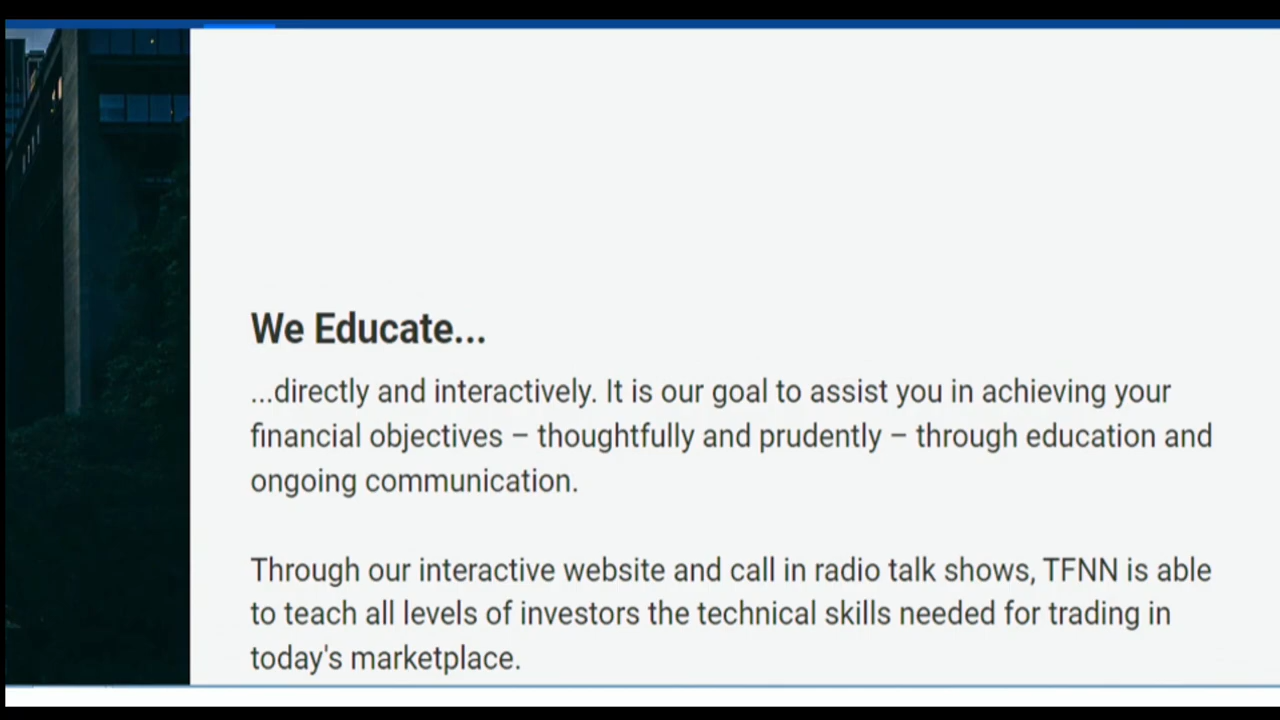 We Educate...
...directly and interactively. It is our goal to assist you in achieving your
financial objectives – thoughtfully and prudently – through education and
ongoing communication.
Through our interactive website and call in radio talk shows, TFNN is able
to teach all levels of investors the technical skills needed for trading in
today's marketplace.